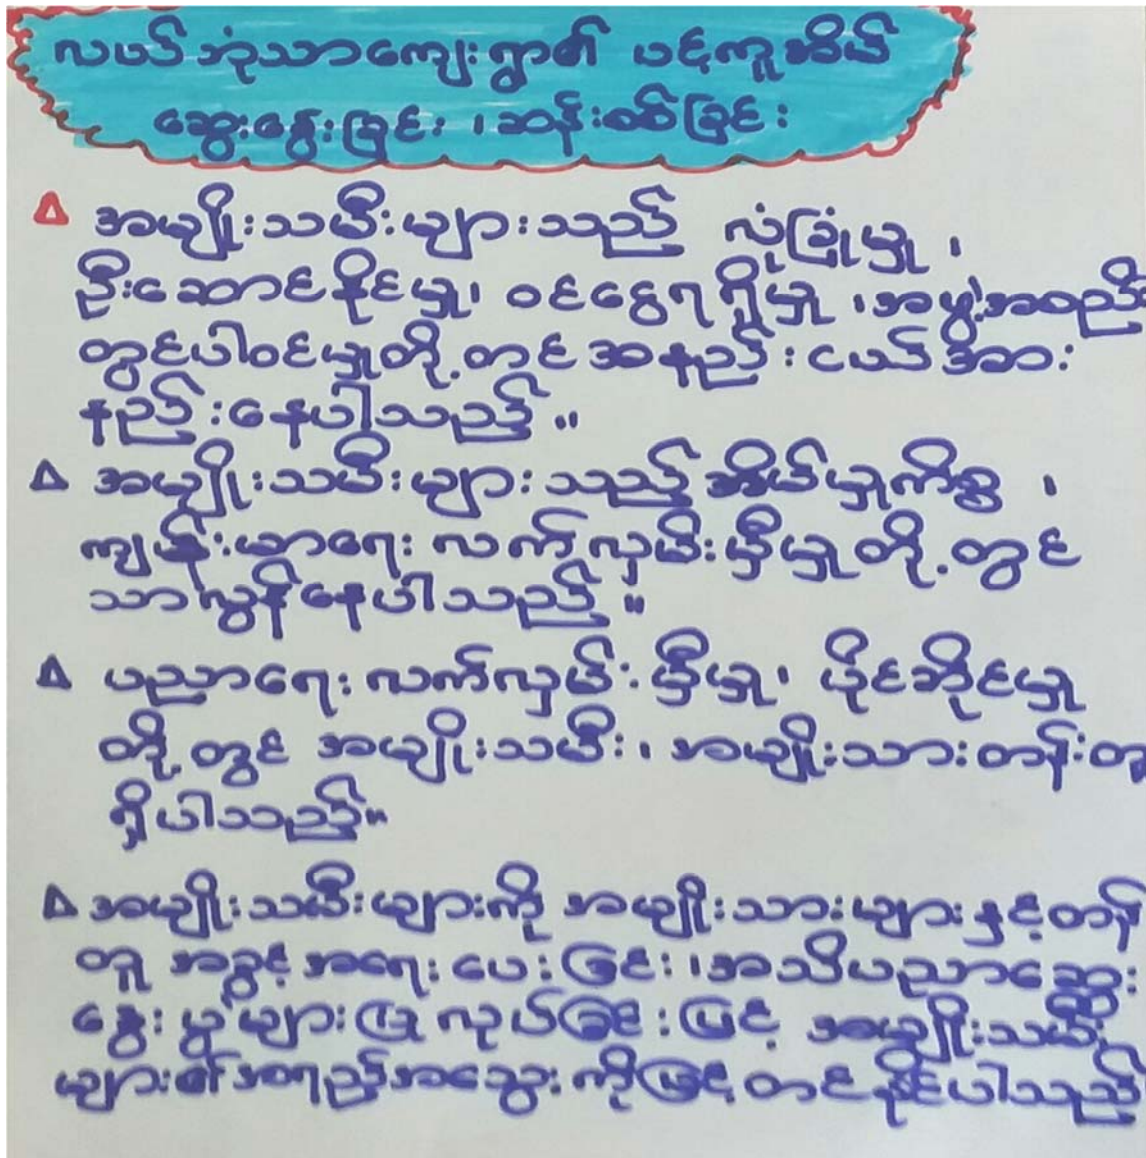 လယ်ဘုံသာကျေးရွာ၏ ပင့်ကူအိမ်
ဆွေးနွေးခြင်း ၊ဆန်းစစ်ခြင်း
အမျိုးသမီးများသည် လုံခြုံမှု ၊
ဦးဆောင်နိုင်မှု၊ ဝင်ငွေရရှိမှု ၊အဖွဲ့အစည်း
တွင်ပါဝင်မှုတို့တွင် အနည်းငယ်အား
နည်းနေပါသည်။
အမျိုးသမီးများသည် အိမ်မှုကိစ္စ ၊
ကျန်းမာရေး လက်လှမ်းမှီမှုတို့တွင်
သာလွန်နေပါသည်။
ပညာရေး လက်လှမ်းမှီမှု၊ ပိုင်ဆိုင်မှု
တို့တွင် အမျိုးသမီး၊ အမျိုးသားတန်းတူ
ရှိပါသည်။
အမျိုးသမီးများကို အမျိုးသားများနှင့်တန်း
တူ အခွင့်အရေးပေးခြင်း၊အသိပညာဆွေး
နွေးပွဲများပြုလုပ်ခြင်းဖြင့် အမျိုးသမီး
များ၏အရည်အသွေးကိုမြှင့်တင်နိုင်ပါသည်